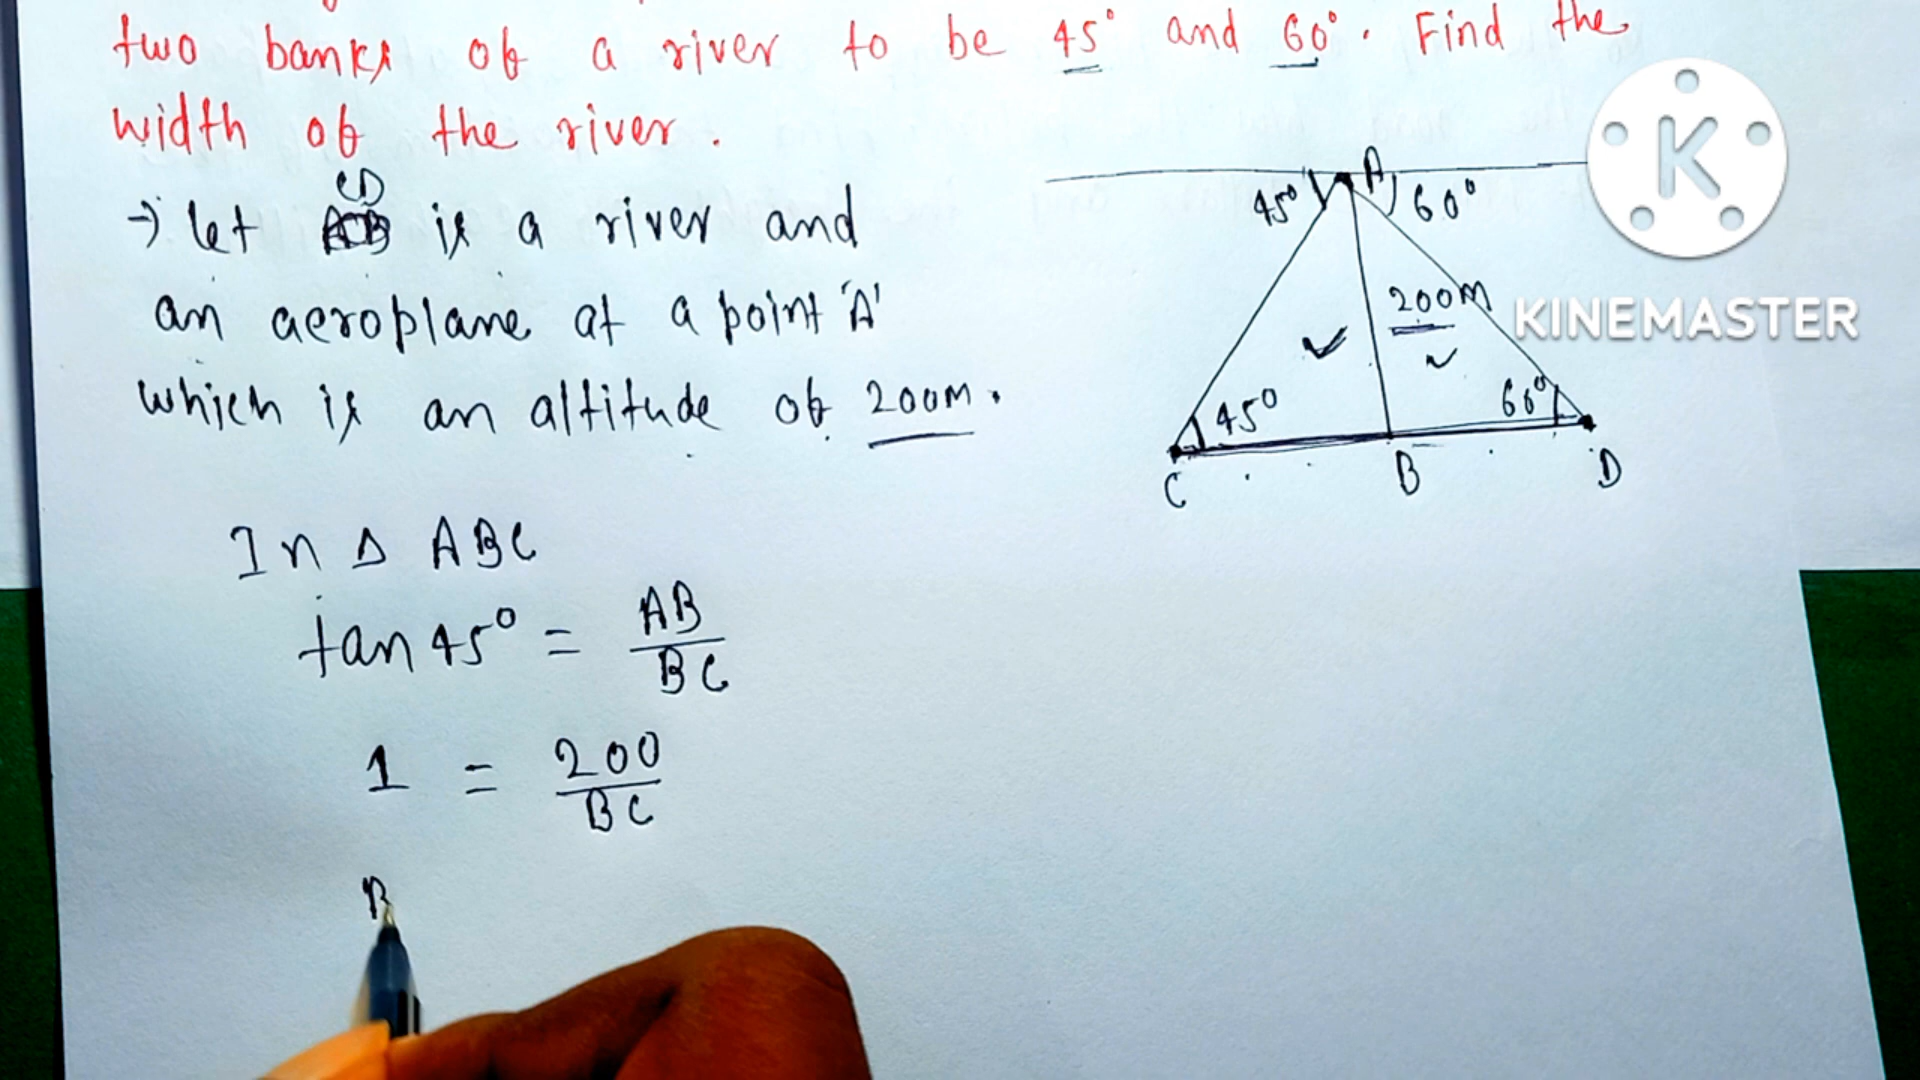 two banks of a river to be 45° and 60°. Find the
width of the river.
CD
→ let is a river and
an aeroplane at a point 'A'
which is an altitude of 200m.
A
45° 60°
200m
45° 60°
C B D
K
KINEMASTER
In Δ ABC
tan 45° = AB/BC
1 = 200/BC
B